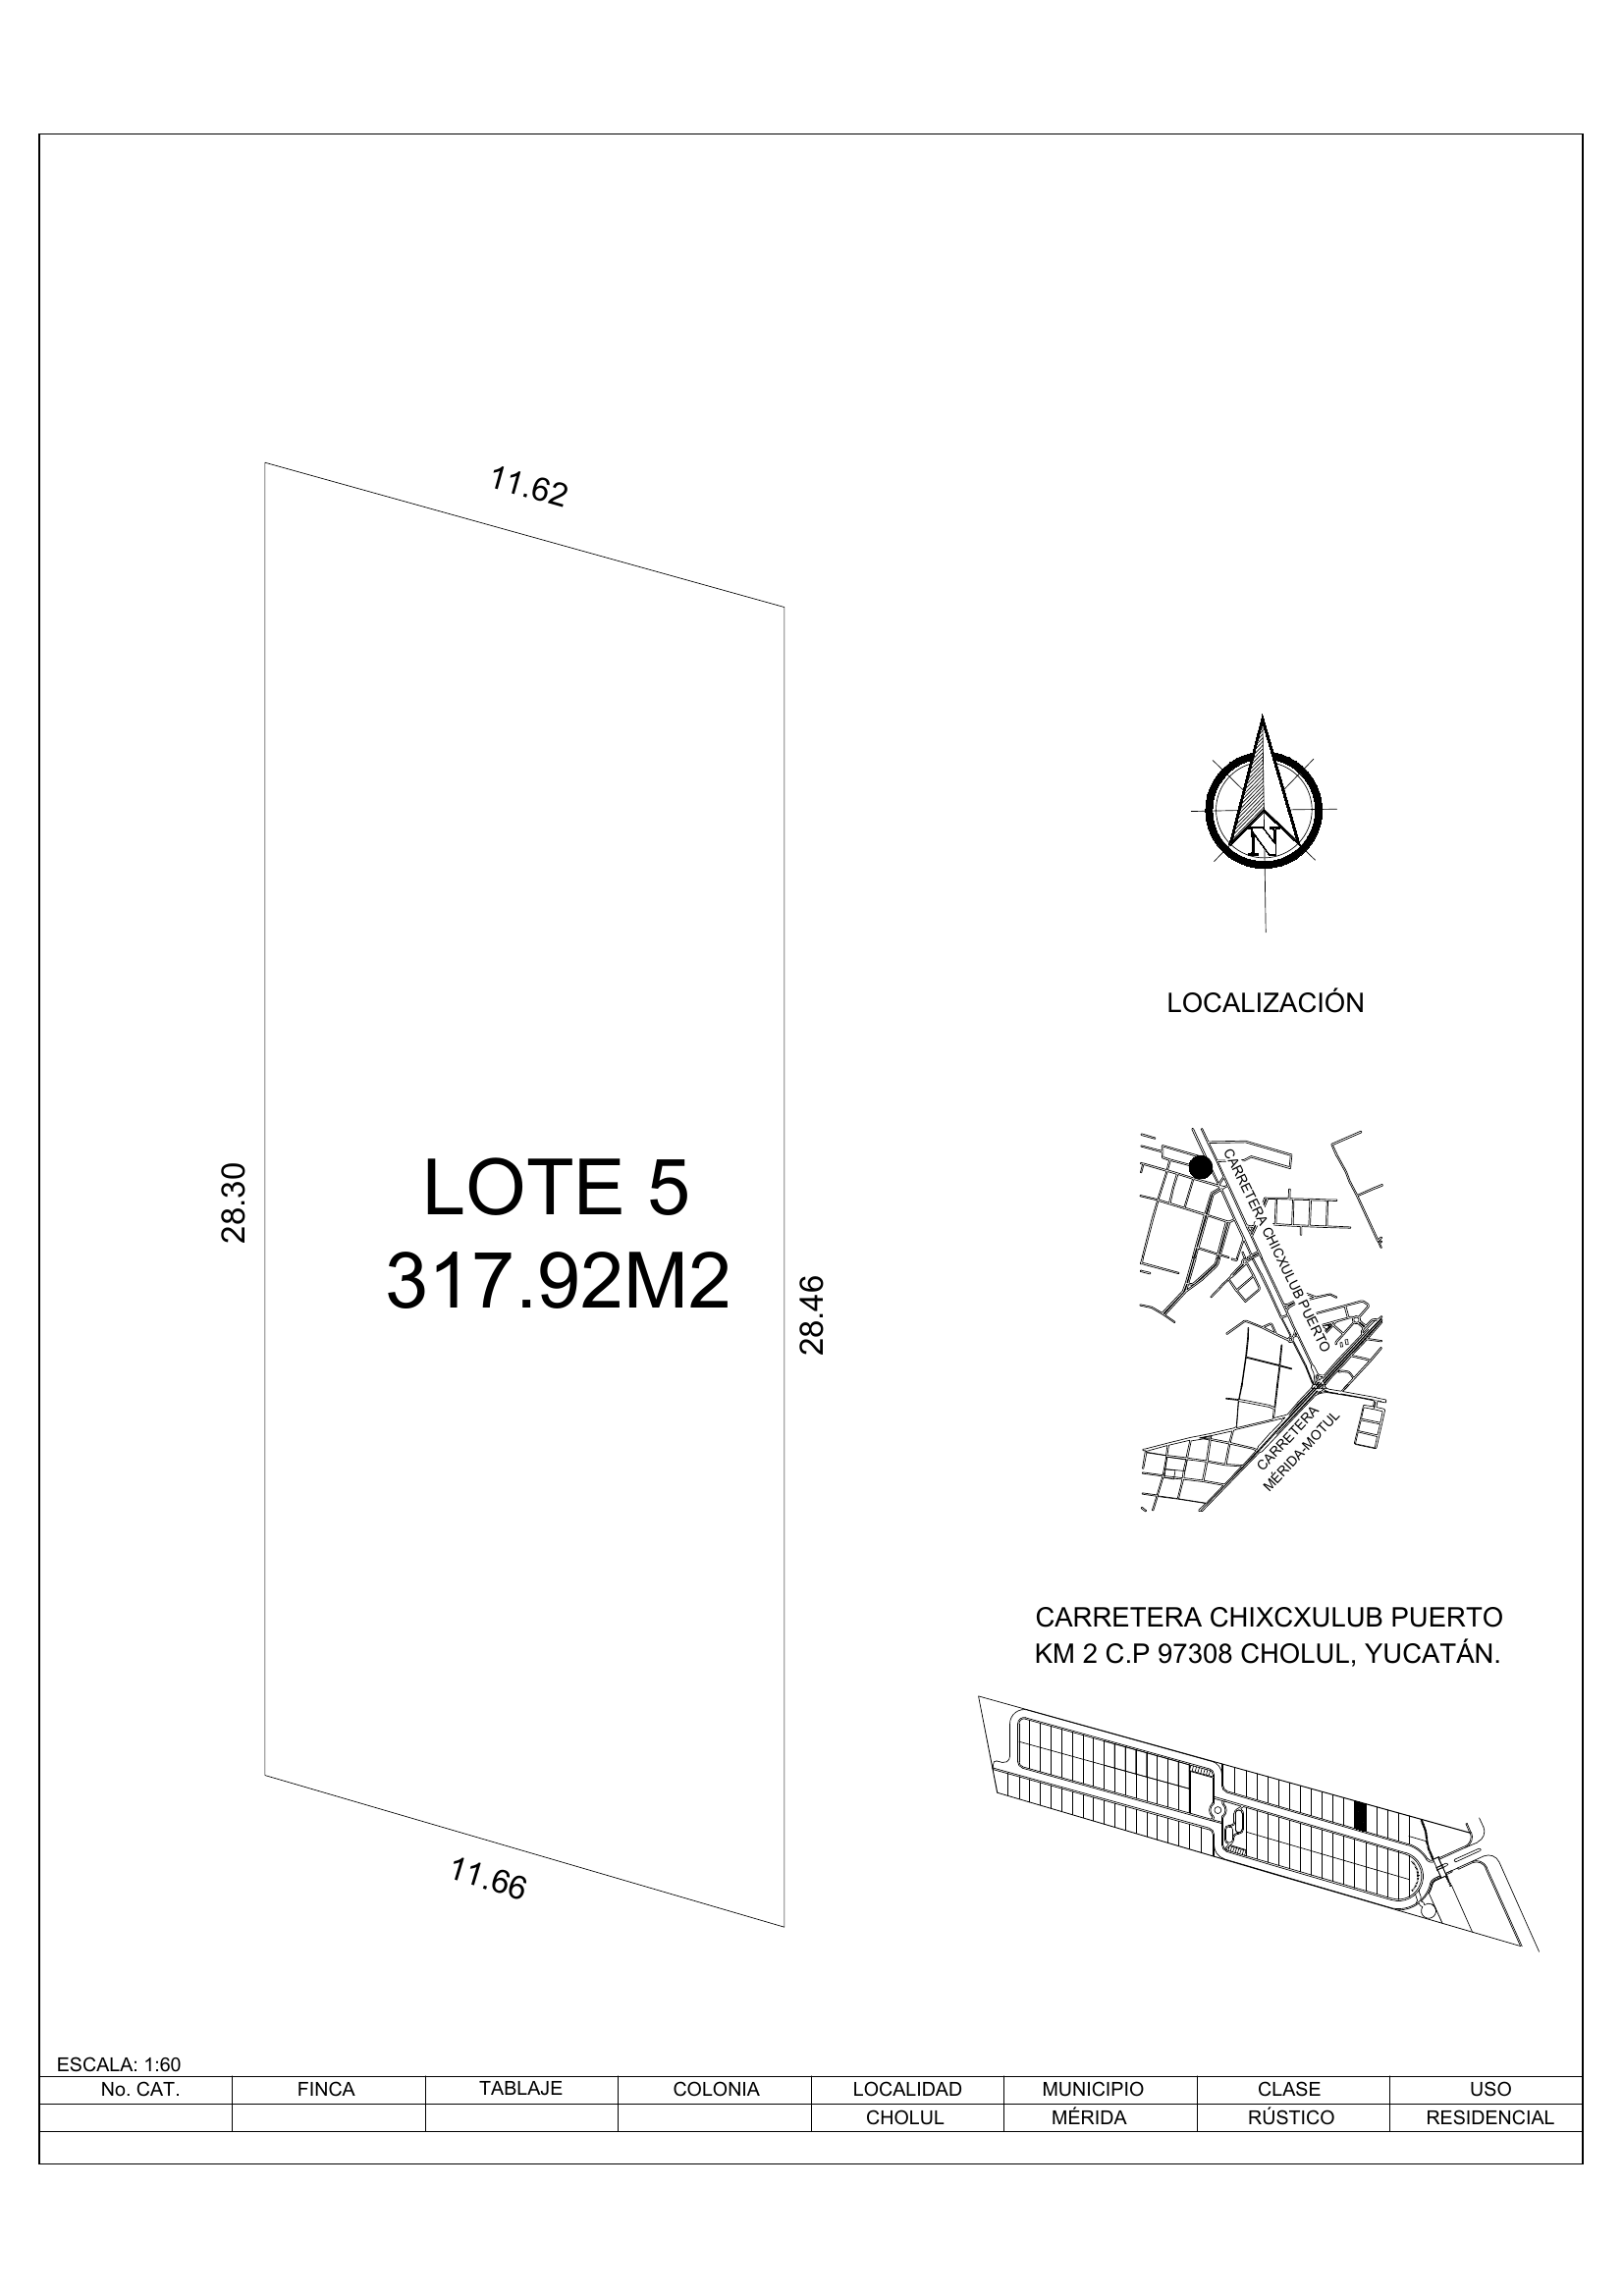 11.62
28.30
LOTE 5
317.92M2
28.46
11.66
N
LOCALIZACIÓN
CARRETERA CHICXULUB PUERTO
CARRETERA
MÉRIDA-MOTUL
CARRETERA CHIXCXULUB PUERTO
KM 2 C.P 97308 CHOLUL, YUCATÁN.
ESCALA: 1:60
No. CAT. FINCA TABLAJE COLONIA LOCALIDAD MUNICIPIO CLASE USO
CHOLUL MÉRIDA RÚSTICO RESIDENCIAL